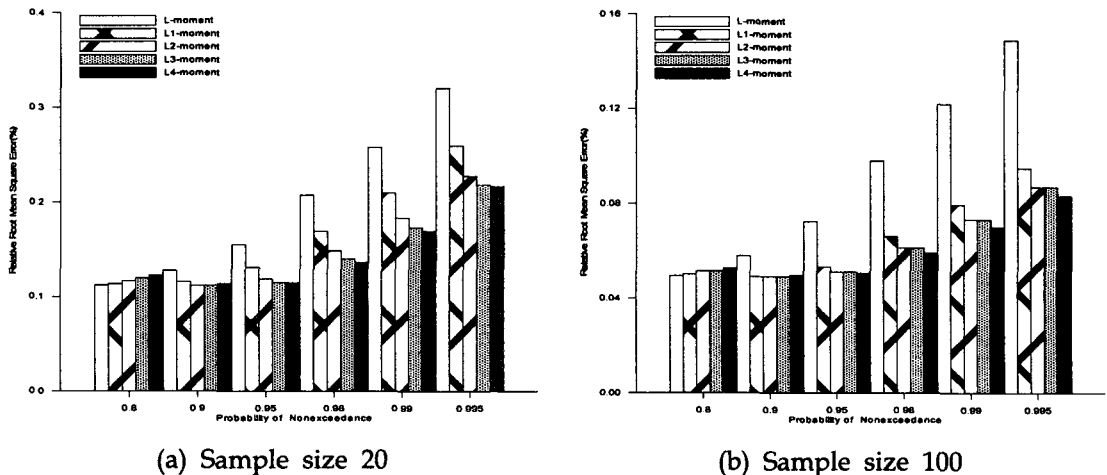 0.4
L-moment
L1-moment
L2-moment
L3-moment
L4-moment
0.3
0.2
0.1
0.0
Relative Root Mean Square Error(%)
0.8
0.9
0.95
0.98
0.99
0.995
Probability of Nonexceedance
(a) Sample size 20
0.16
L-moment
L1-moment
L2-moment
L3-moment
L4-moment
0.12
0.08
0.04
0.00
Relative Root Mean Square Error(%)
0.8
0.9
0.95
0.98
0.99
0.995
Probability of Nonexceedance
(b) Sample size 100